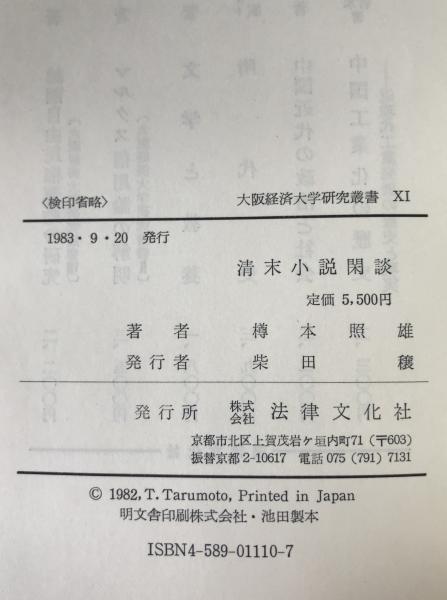 〈検印省略〉 大阪経済大学研究叢書 XI
1983・9・20 発行
清末小説閑談
定価 5,500円
著者 樽本照雄
発行者 柴田穣
発行所 株式会社 法律文化社
京都市北区上賀茂岩ヶ垣内町71（〒603）
振替京都2-10617 電話 075 (791) 7131
© 1982, T. Tarumoto, Printed in Japan
明文舎印刷株式会社・池田製本
ISBN4-589-01110-7